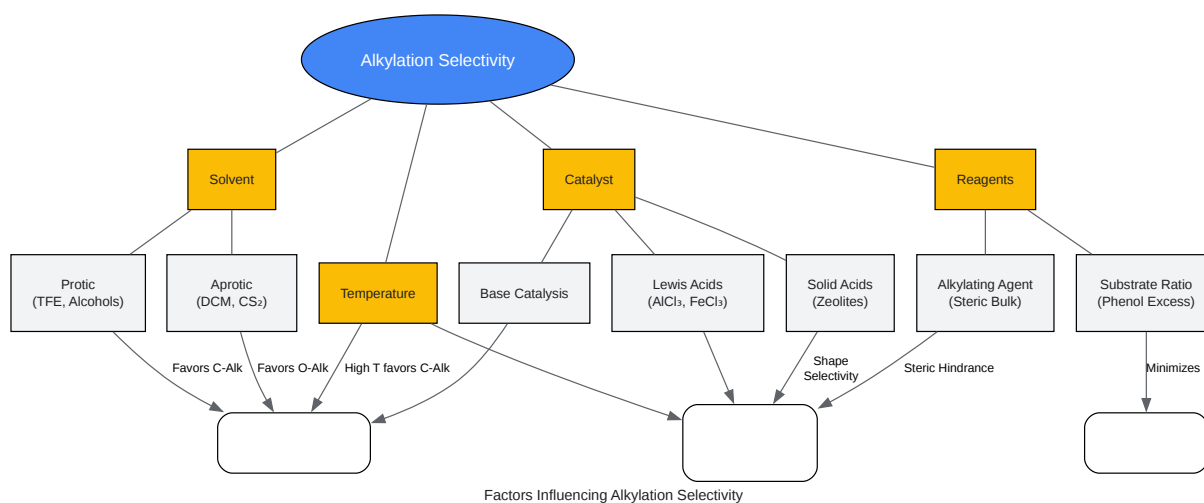 Alkylation Selectivity
Solvent
Catalyst
Reagents
Protic
(TFE, Alcohols)
Aprotic
(DCM, CS₂)
Temperature
Base Catalysis
Lewis Acids
(AlCl₃, FeCl₃)
Solid Acids
(Zeolites)
Alkylating Agent
(Steric Bulk)
Substrate Ratio
(Phenol Excess)
Favors C-Alk
Favors O-Alk
High T favors C-Alk
Shape
Selectivity
Steric Hindrance
Minimizes
Factors Influencing Alkylation Selectivity